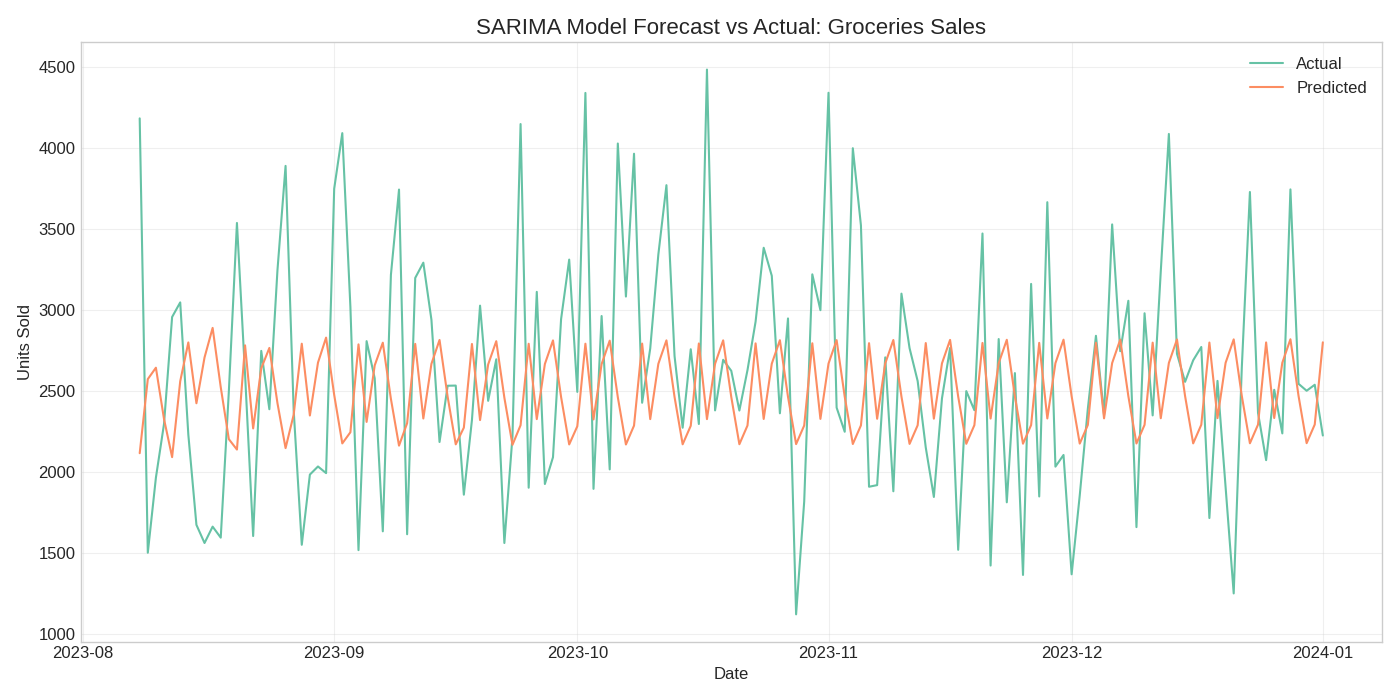 SARIMA Model Forecast vs Actual: Groceries Sales
Actual
Predicted
4500
4000
3500
3000
2500
2000
1500
1000
Units Sold
2023-08
2023-09
2023-10
2023-11
2023-12
2024-01
Date